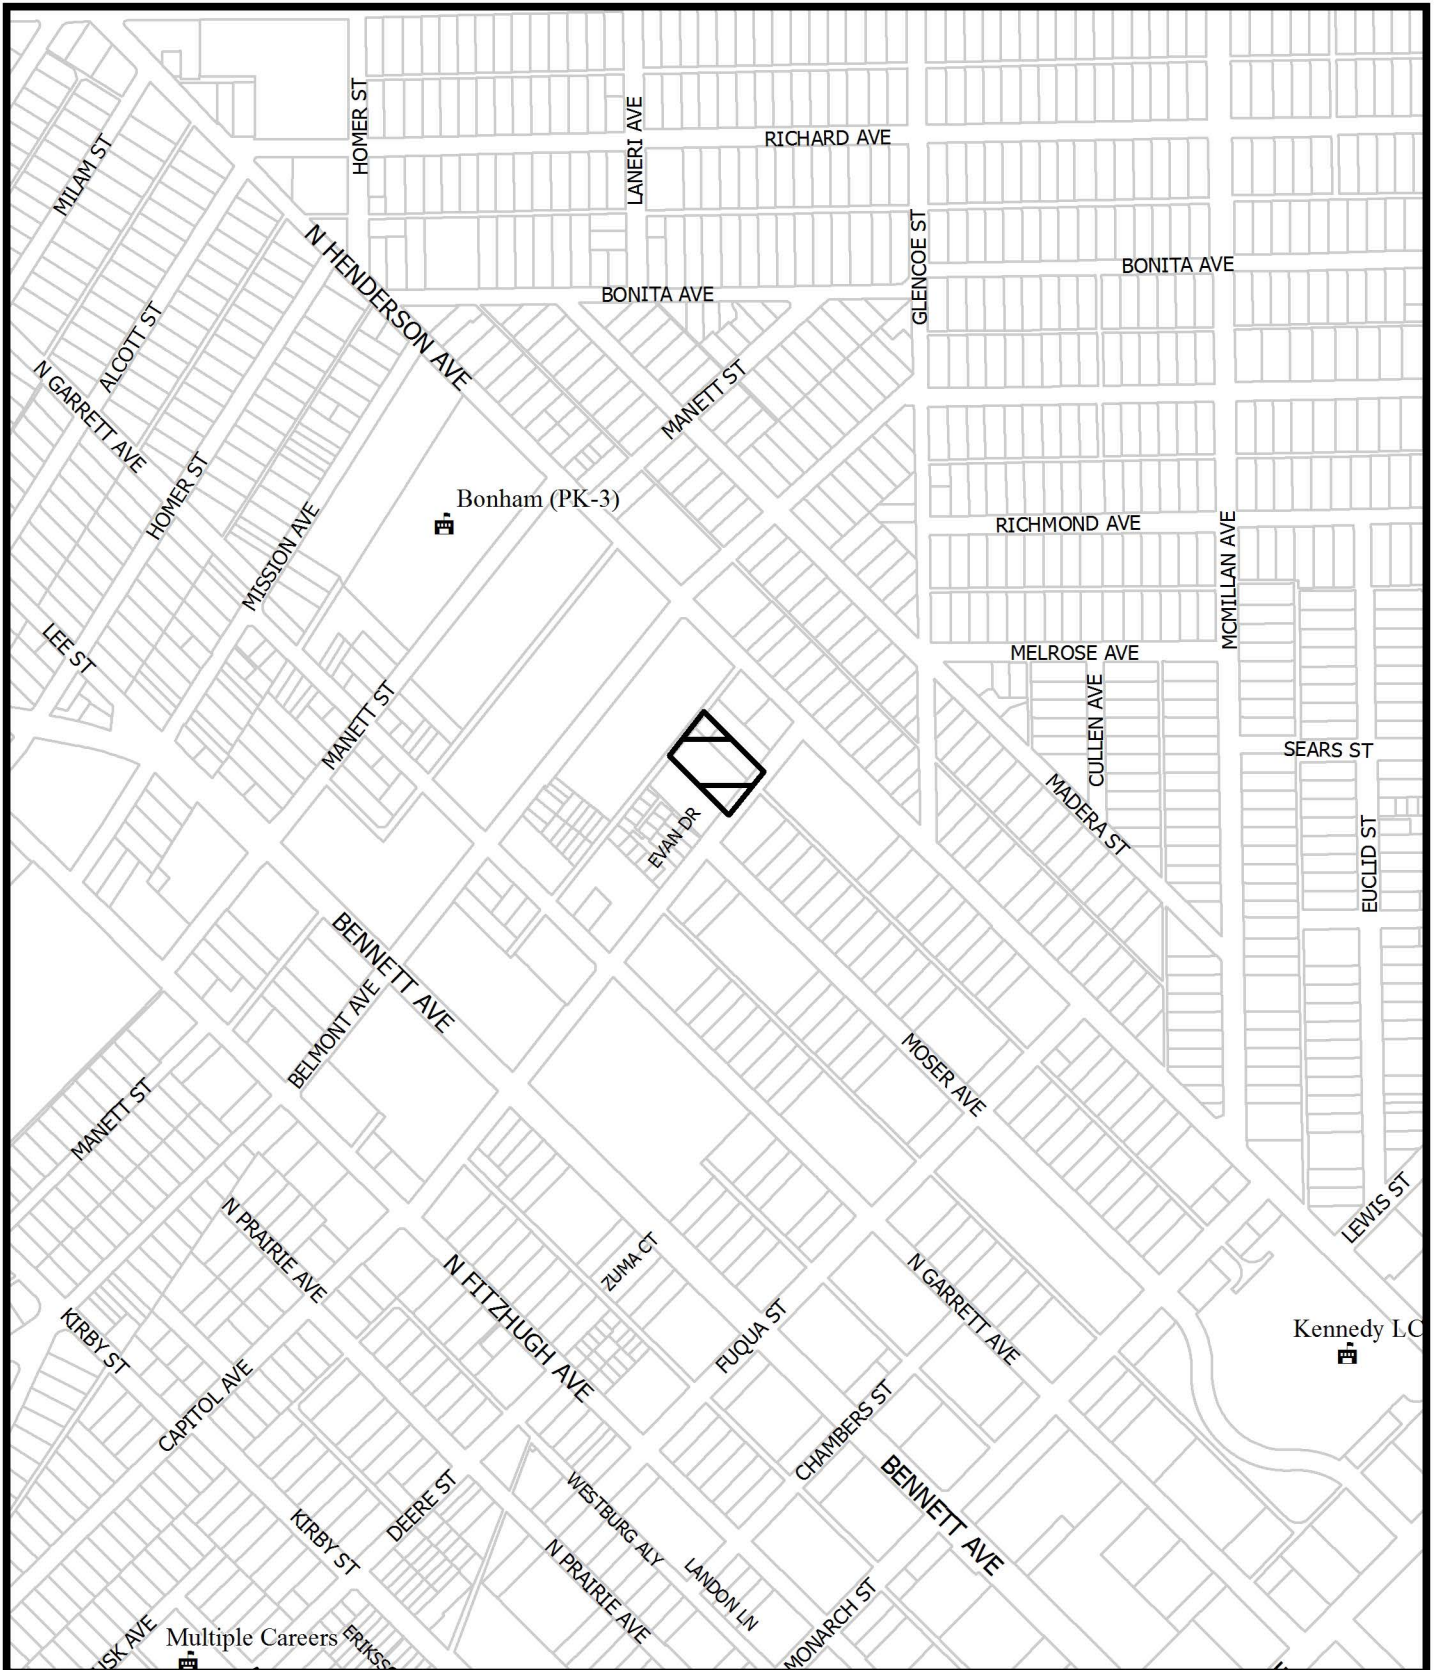 HOMER ST
LANERI AVE
RICHARD AVE
MILAM ST
GLENCOE ST
N HENDERSON AVE
BONITA AVE
BONITA AVE
ALCOTT ST
N GARRETT AVE
MANETT ST
HOMER ST
Bonham (PK-3)
MISSION AVE
RICHMOND AVE
MCMILLAN AVE
LEE ST
MELROSE AVE
MANETT ST
CULLEN AVE
SEARS ST
MADERA ST
EVAN DR
EUCLID ST
BENNETT AVE
BELMONT AVE
MOSER AVE
MANETT ST
LEWIS ST
N PRAIRIE AVE
ZUMA CT
N FITZHUGH AVE
N GARRETT AVE
FUQUA ST
KIRBY ST
Kennedy LC
CAPITOL AVE
CHAMBERS ST
BENNETT AVE
DEERE ST
WESTBURG ALY
KIRBY ST
N PRAIRIE AVE
LANDON LN
MONARCH ST
USK AVE
Multiple Careers
ERIKSS